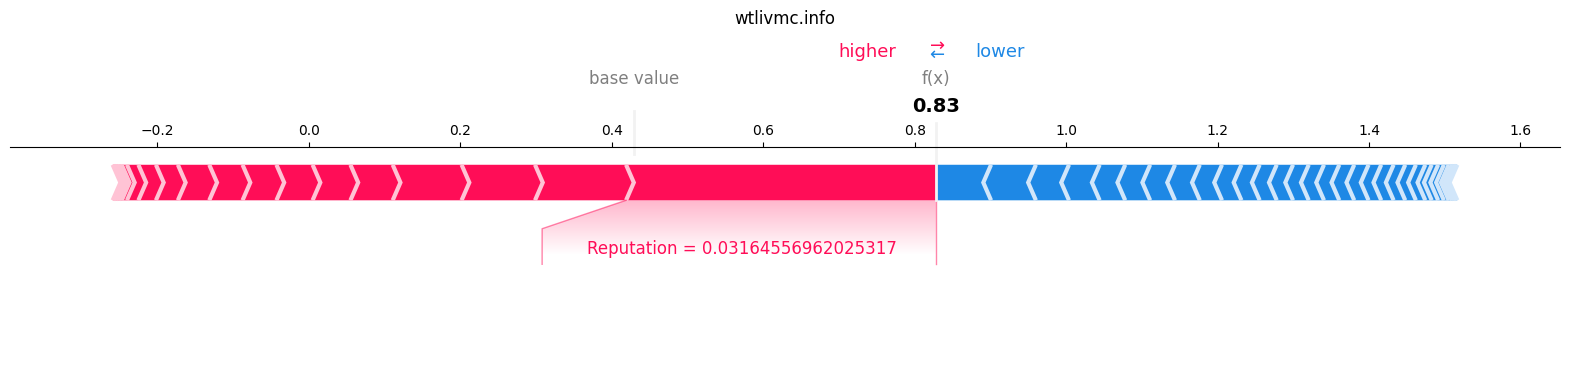 wtlivmc.info
higher → ← lower
base value f(x)
0.83
−0.2 0.0 0.2 0.4 0.6 0.8 1.0 1.2 1.4 1.6
Reputation = 0.03164556962025317